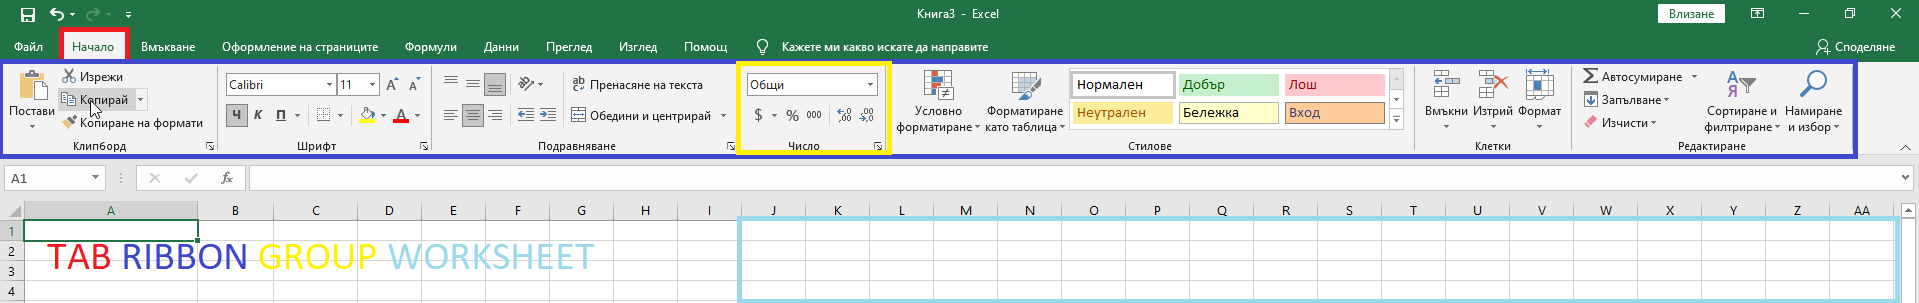 Книга3 - Excel
Влизане
Файл Начало Вмъкване Оформление на страниците Формули Данни Преглед Изглед Помощ Кажете ми какво искате да направите Споделяне
Постави
Изрежи
Копирай
Копиране на формати
Клипборд
Calibri 11
Ч К П
Шрифт
Пренасяне на текста
Обедини и центрирай
Подравняване
Общи
$ % 000
Число
Условно форматиране
Форматиране като таблица
Нормален Добър Лош
Неутрален Бележка Вход
Стилове
Вмъкни Изтрий Формат
Клетки
Автосумиране
Запълване
Изчисти
Сортиране и филтриране
Намиране и избор
Редактиране
A1 fx
A B C D E F G H I J K L M N O P Q R S T U V W X Y Z AA
1
2
3
4
TAB RIBBON GROUP WORKSHEET